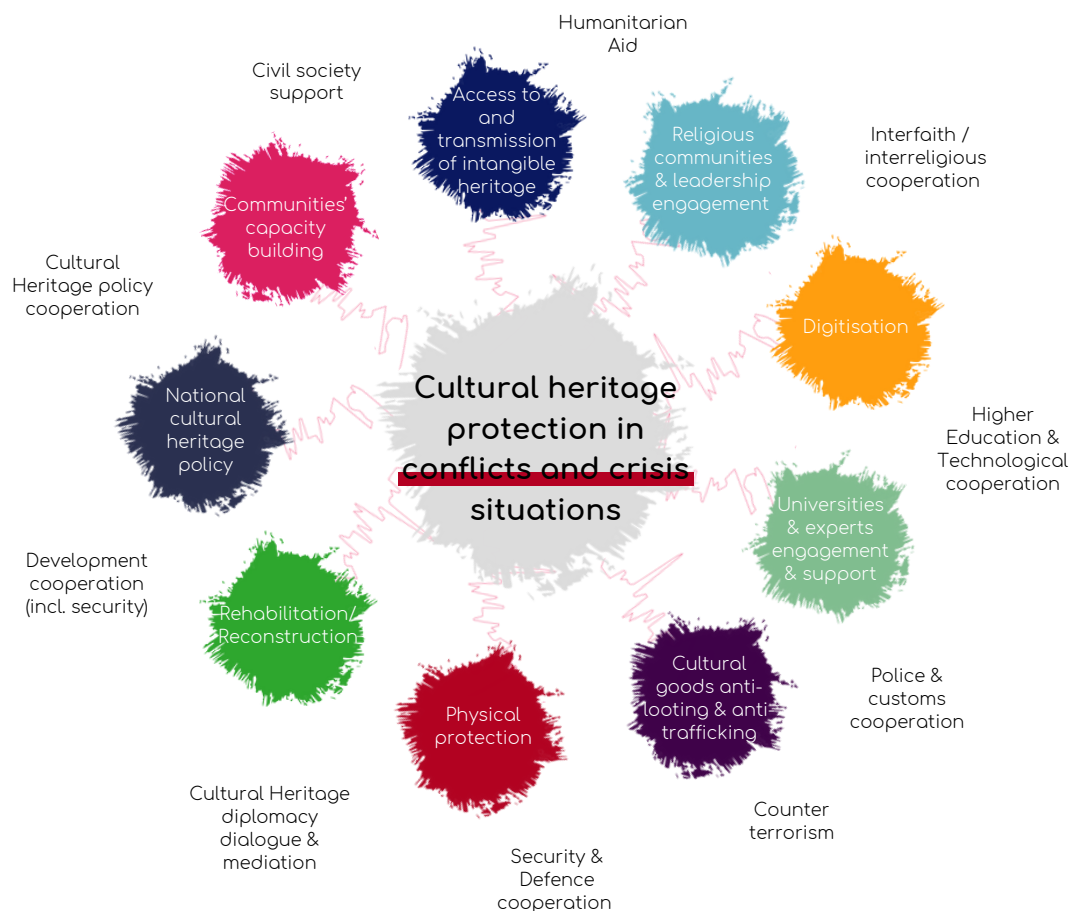 Humanitarian
Aid
Civil society
support
Access to
and
transmission
of intangible
heritage
Religious
communities
& leadership
engagement
Interfaith /
interreligious
cooperation
Communities’
capacity
building
Cultural
Heritage policy
cooperation
Digitisation
Cultural heritage
protection in
conflicts and crisis
situations
National
cultural
heritage
policy
Higher
Education &
Technological
cooperation
Universities
& experts
engagement
& support
Development
cooperation
(incl. security)
Rehabilitation/
Reconstruction
Physical
protection
Cultural
goods anti-
looting & anti-
trafficking
Police &
customs
cooperation
Cultural Heritage
diplomacy
dialogue &
mediation
Counter
terrorism
Security &
Defence
cooperation